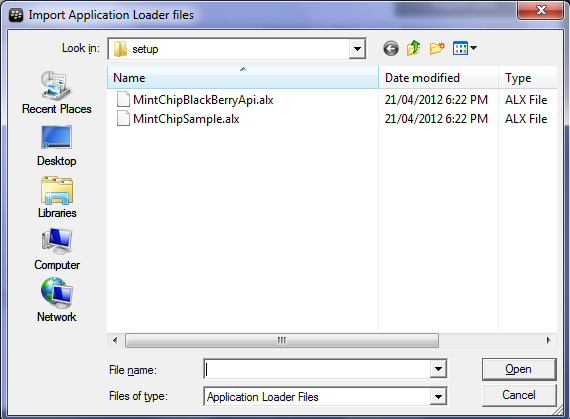 Import Application Loader files
Look in: setup
Name Date modified Type
MintChipBlackBerryApi.alx 21/04/2012 6:22 PM ALX File
MintChipSample.alx 21/04/2012 6:22 PM ALX File
Recent Places
Desktop
Libraries
Computer
Network
File name: Open
Files of type: Application Loader Files Cancel